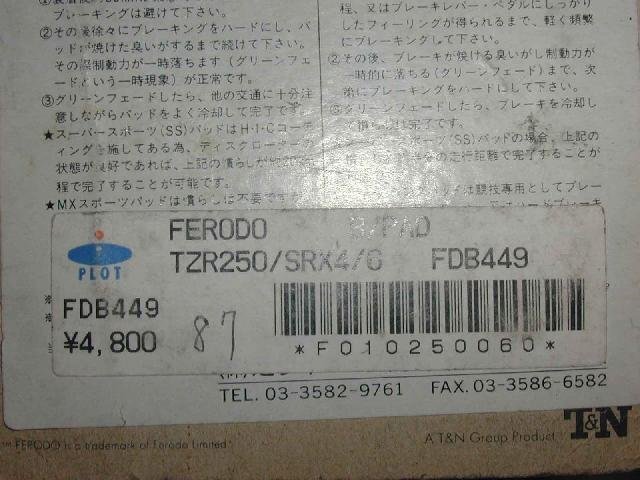 ブレーキングは避けて下さい。
②その後徐々にブレーキングをハードにし、パ
ッドが焼けた臭いがするまで続けて下さい。
その際制動力が一時落ちます(グリーンフェ
ードという一時現象)が正常です。
③グリーンフェードしたら、他の交通に十分注
意しながらパッドをよく冷却して完了です。
★スーパースポーツ(SS)パッドはH・I・Cコーテ
ィングを施してある為、ディスクローターの
状態が良好であれば、上記の慣らしが
程で完了することが可能です。
★MXスポーツパッドは慣らしに不要です
程、又はブレーキレバー・ペダルにしっかり
したフィーリングが得られるまで、軽く頻繁
にブレーキングして下さい。
②その後、ブレーキが焼ける臭いがし制動力が
一時的に落ちる(グリーンフェード)まで、次
第にブレーキングをハードにして下さい。
③グリーンフェードしたら、ブレーキを冷却し
て慣らし完了です。
(SS)パッドの場合、上記の
の走行距離で完了することが
は競技専用としてブレー
PLOT
FERODO B/PAD
TZR250/SRX4/6 FDB449
FDB449
¥4,800
87
*F010250060*
TEL. 03-3582-9761 FAX. 03-3586-6582
™ FERODO is a trademark of Ferodo Limited.
A T&N Group Product
T&N